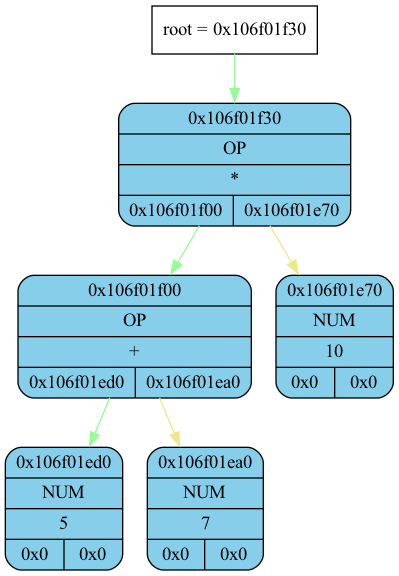 root = 0x106f01f30
0x106f01f30
OP
*
0x106f01f00 0x106f01e70
0x106f01f00
OP
+
0x106f01ed0 0x106f01ea0
0x106f01e70
NUM
10
0x0 0x0
0x106f01ed0
NUM
5
0x0 0x0
0x106f01ea0
NUM
7
0x0 0x0